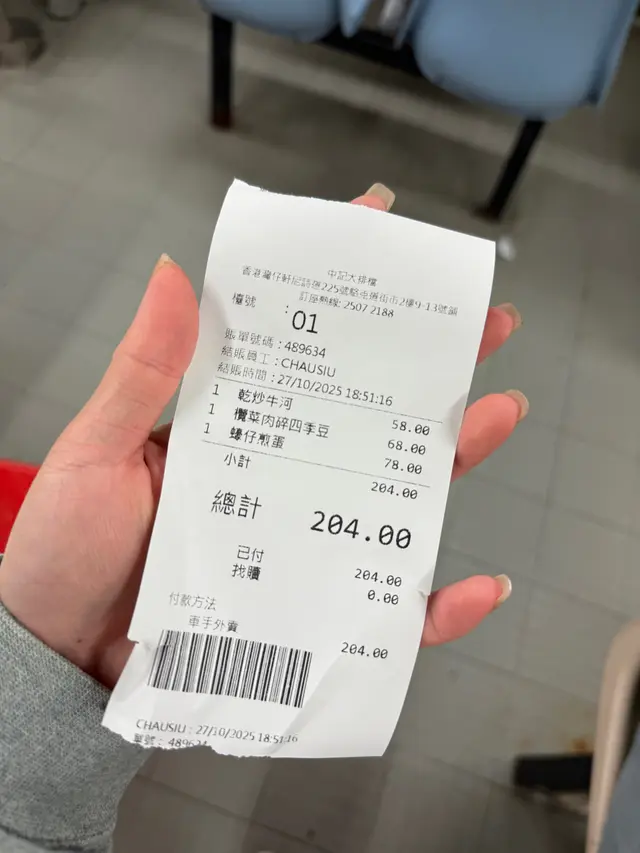 中記大排檔
香港灣仔軒尼詩道225號駱克道街市2樓9-13號舖
訂座熱線: 2507 2188
檯號 : 01
賬單號碼 : 489634
結賬員工 : CHAUSIU
結賬時間 : 27/10/2025 18:51:16
1 乾炒牛河 58.00
1 欖菜肉碎四季豆 68.00
1 蠔仔煎蛋 78.00
小計 204.00
總計 204.00
已付 204.00
找贖 0.00
付款方法
車手外賣 204.00
CHAUSIU : 27/10/2025 18:51:16
單號 : 489634